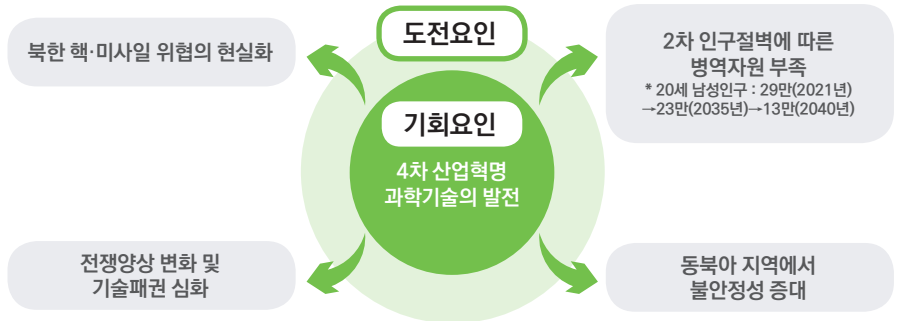 도전요인
북한 핵·미사일 위협의 현실화
2차 인구절벽에 따른
병역자원 부족
* 20세 남성인구 : 29만(2021년)
→23만(2035년)→13만(2040년)
기회요인
4차 산업혁명
과학기술의 발전
전쟁양상 변화 및
기술패권 심화
동북아 지역에서
불안정성 증대